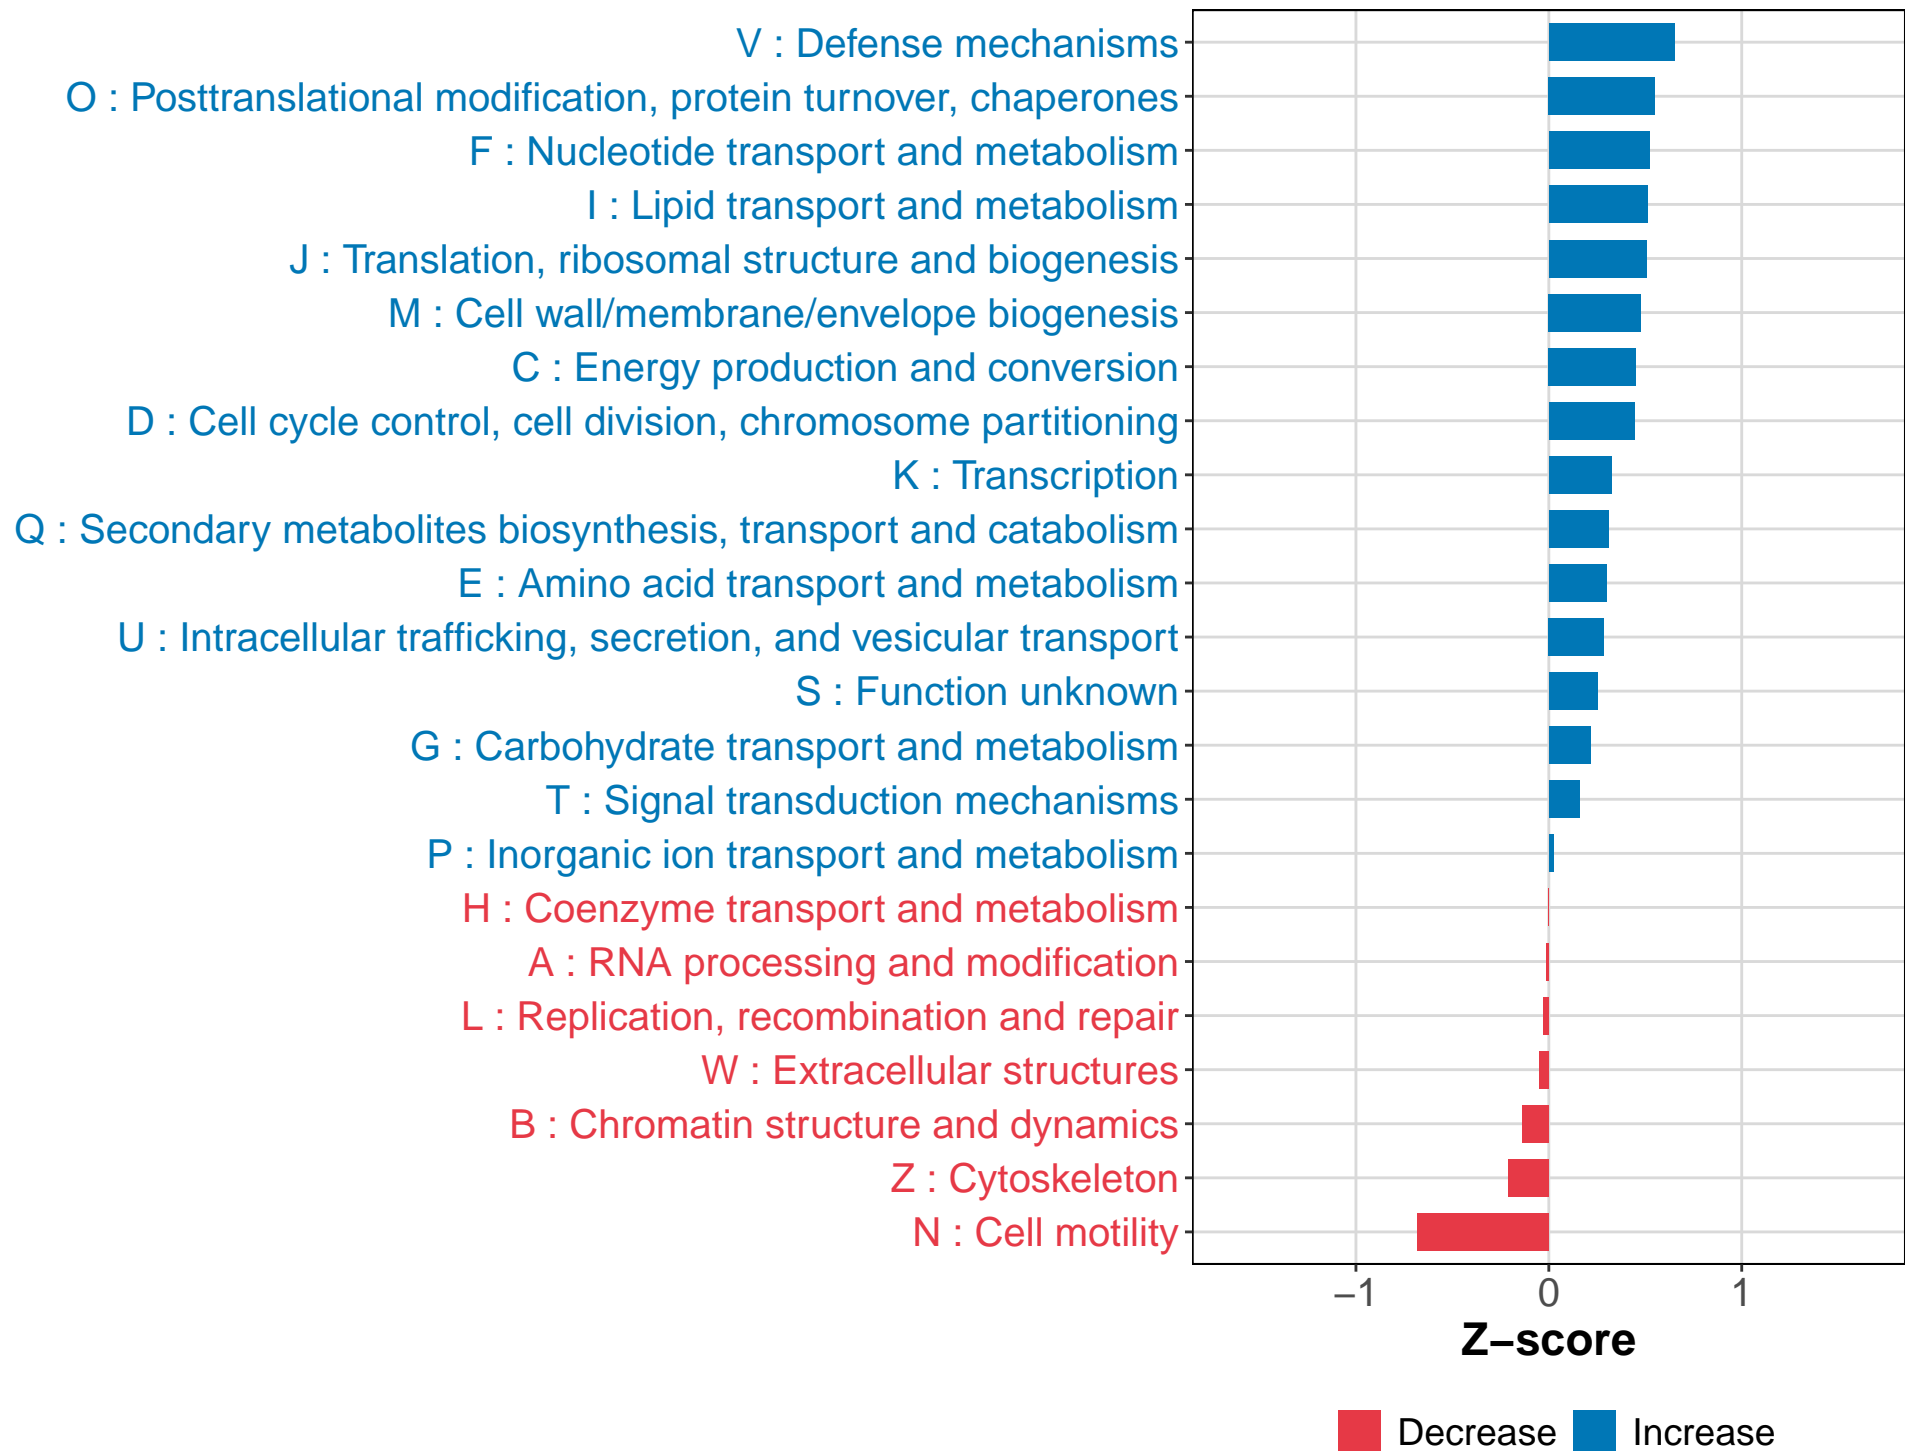 V : Defense mechanisms
O : Posttranslational modification, protein turnover, chaperones
F : Nucleotide transport and metabolism
I : Lipid transport and metabolism
J : Translation, ribosomal structure and biogenesis
M : Cell wall/membrane/envelope biogenesis
C : Energy production and conversion
D : Cell cycle control, cell division, chromosome partitioning
K : Transcription
Q : Secondary metabolites biosynthesis, transport and catabolism
E : Amino acid transport and metabolism
U : Intracellular trafficking, secretion, and vesicular transport
S : Function unknown
G : Carbohydrate transport and metabolism
T : Signal transduction mechanisms
P : Inorganic ion transport and metabolism
H : Coenzyme transport and metabolism
A : RNA processing and modification
L : Replication, recombination and repair
W : Extracellular structures
B : Chromatin structure and dynamics
Z : Cytoskeleton
N : Cell motility
−1 0 1
Z−score
Decrease Increase